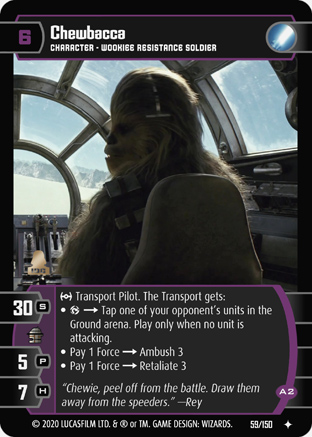 6
Chewbacca
CHARACTER • WOOKIEE RESISTANCE SOLDIER
30 S
5 P
7 H
Transport Pilot. The Transport gets:
• → Tap one of your opponent's units in the
Ground arena. Play only when no unit is
attacking.
• Pay 1 Force → Ambush 3
• Pay 1 Force → Retaliate 3
"Chewie, peel off from the battle. Draw them
away from the speeders." —Rey
A2
© 2020 LUCASFILM LTD. & ® or TM. GAME DESIGN: WIZARDS.
59/150